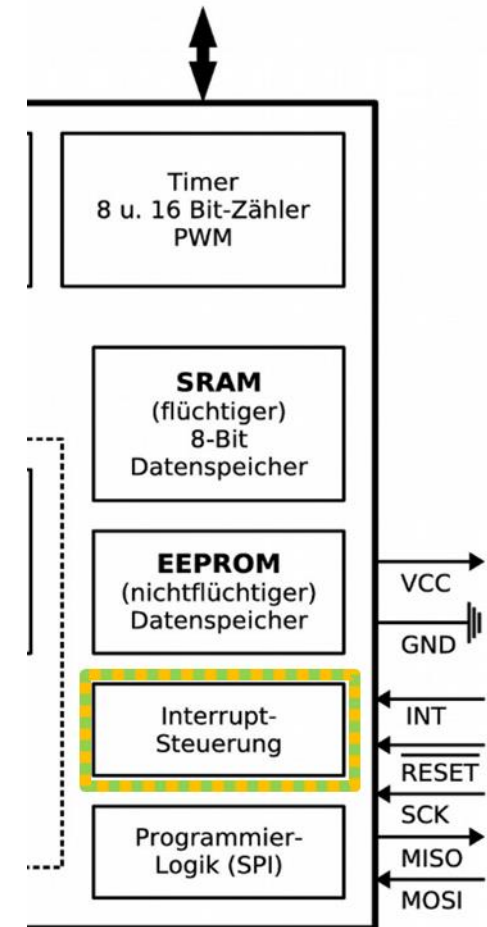 Timer
8 u. 16 Bit-Zähler
PWM
SRAM
(flüchtiger)
8-Bit
Datenspeicher
EEPROM
(nichtflüchtiger)
Datenspeicher
VCC
GND
Interrupt-
Steuerung
INT
RESET
Programmier-
Logik (SPI)
SCK
MISO
MOSI